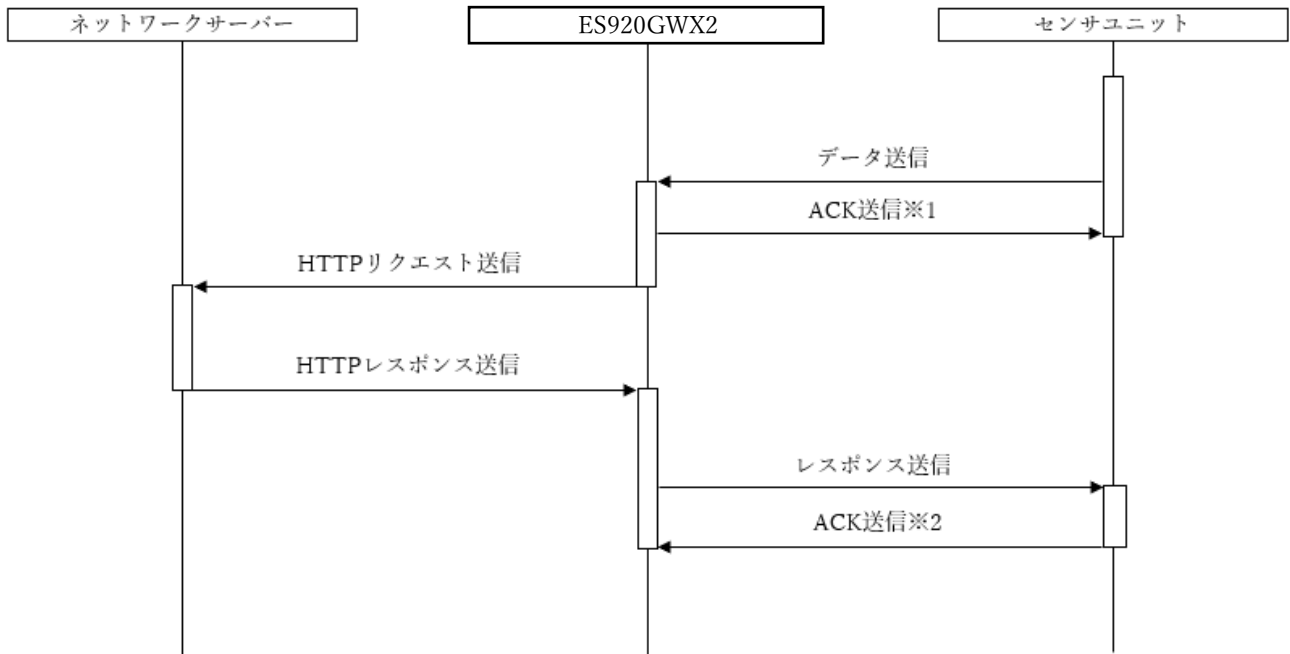 ネットワークサーバー
ES920GWX2
センサユニット
データ送信
ACK送信※1
HTTPリクエスト送信
HTTPレスポンス送信
レスポンス送信
ACK送信※2